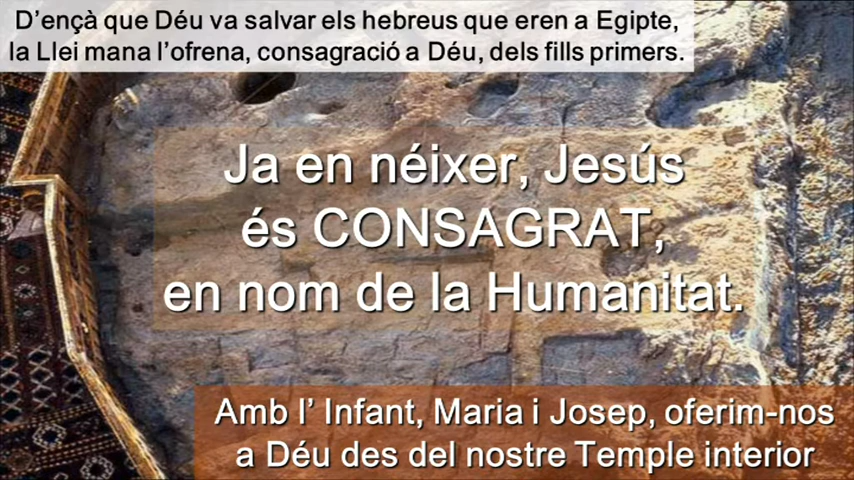 D'ençà que Déu va salvar els hebreus que eren a Egipte,
la Llei mana l'ofrena, consagració a Déu, dels fills primers.
Ja en néixer, Jesús
és CONSAGRAT,
en nom de la Humanitat.
Amb l' Infant, Maria i Josep, oferim-nos
a Déu des del nostre Temple interior